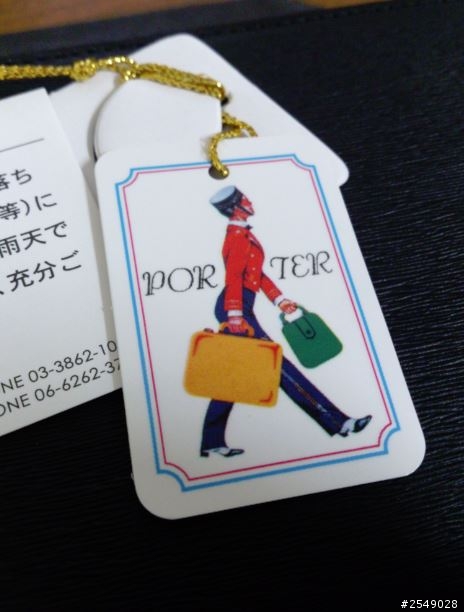 落ち
等)に
雨天で
、充分ご
NE 03-3862-10
ONE 06-6262-37
POR TER
#2549028